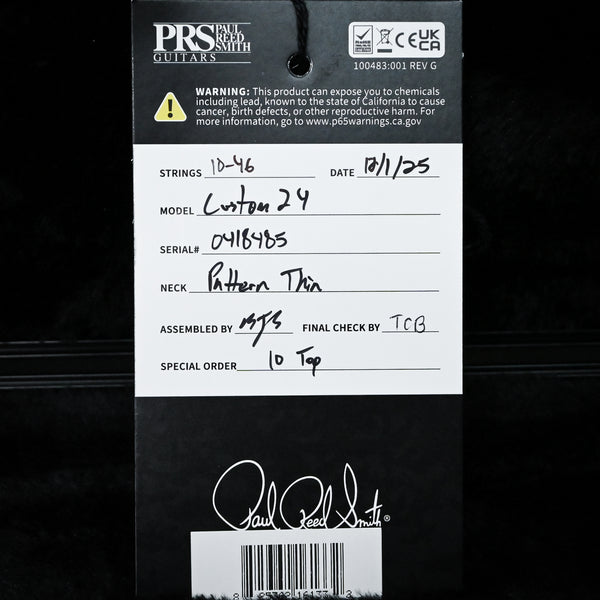 PRS PAUL REED SMITH
GUITARS
UK CA
100483:001 REV G
WARNING: This product can expose you to chemicals
including lead, known to the state of California to cause
cancer, birth defects, or other reproductive harm. For
more information, go to www.p65warnings.ca.gov
STRINGS 10-46 DATE 12/1/25
MODEL Custom 24
SERIAL# 0418485
NECK Pattern Thin
ASSEMBLED BY FINAL CHECK BY TCB
SPECIAL ORDER 10 Top
Paul Reed Smith®